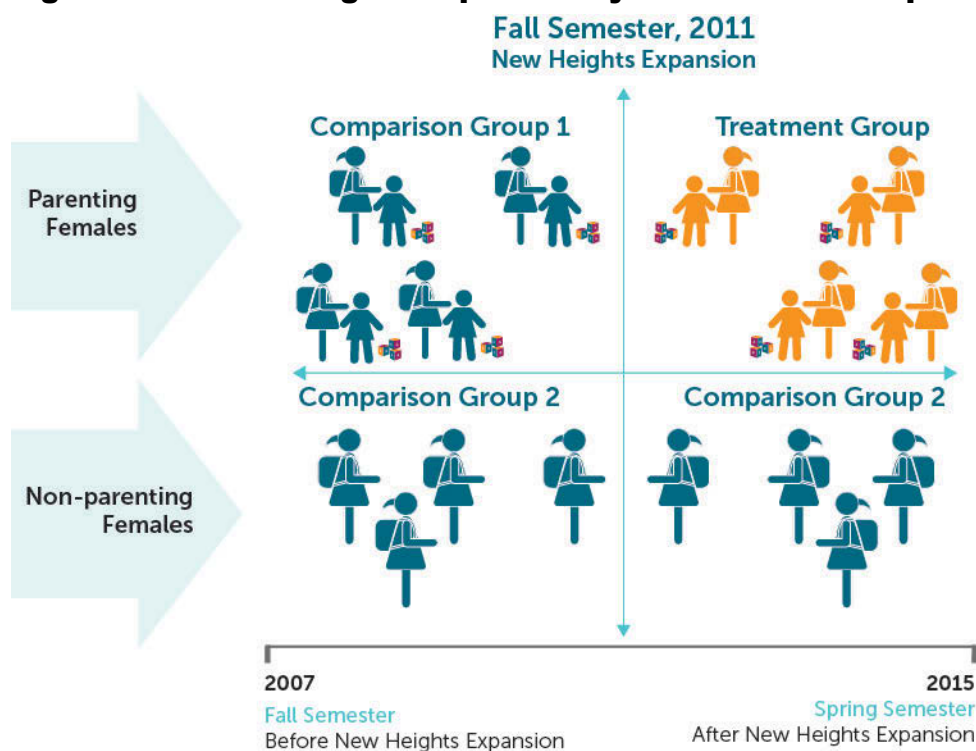 Fall Semester, 2011
New Heights Expansion
Comparison Group 1
Treatment Group
Parenting
Females
Comparison Group 2
Comparison Group 2
Non-parenting
Females
2007
2015
Fall Semester
Spring Semester
Before New Heights Expansion
After New Heights Expansion